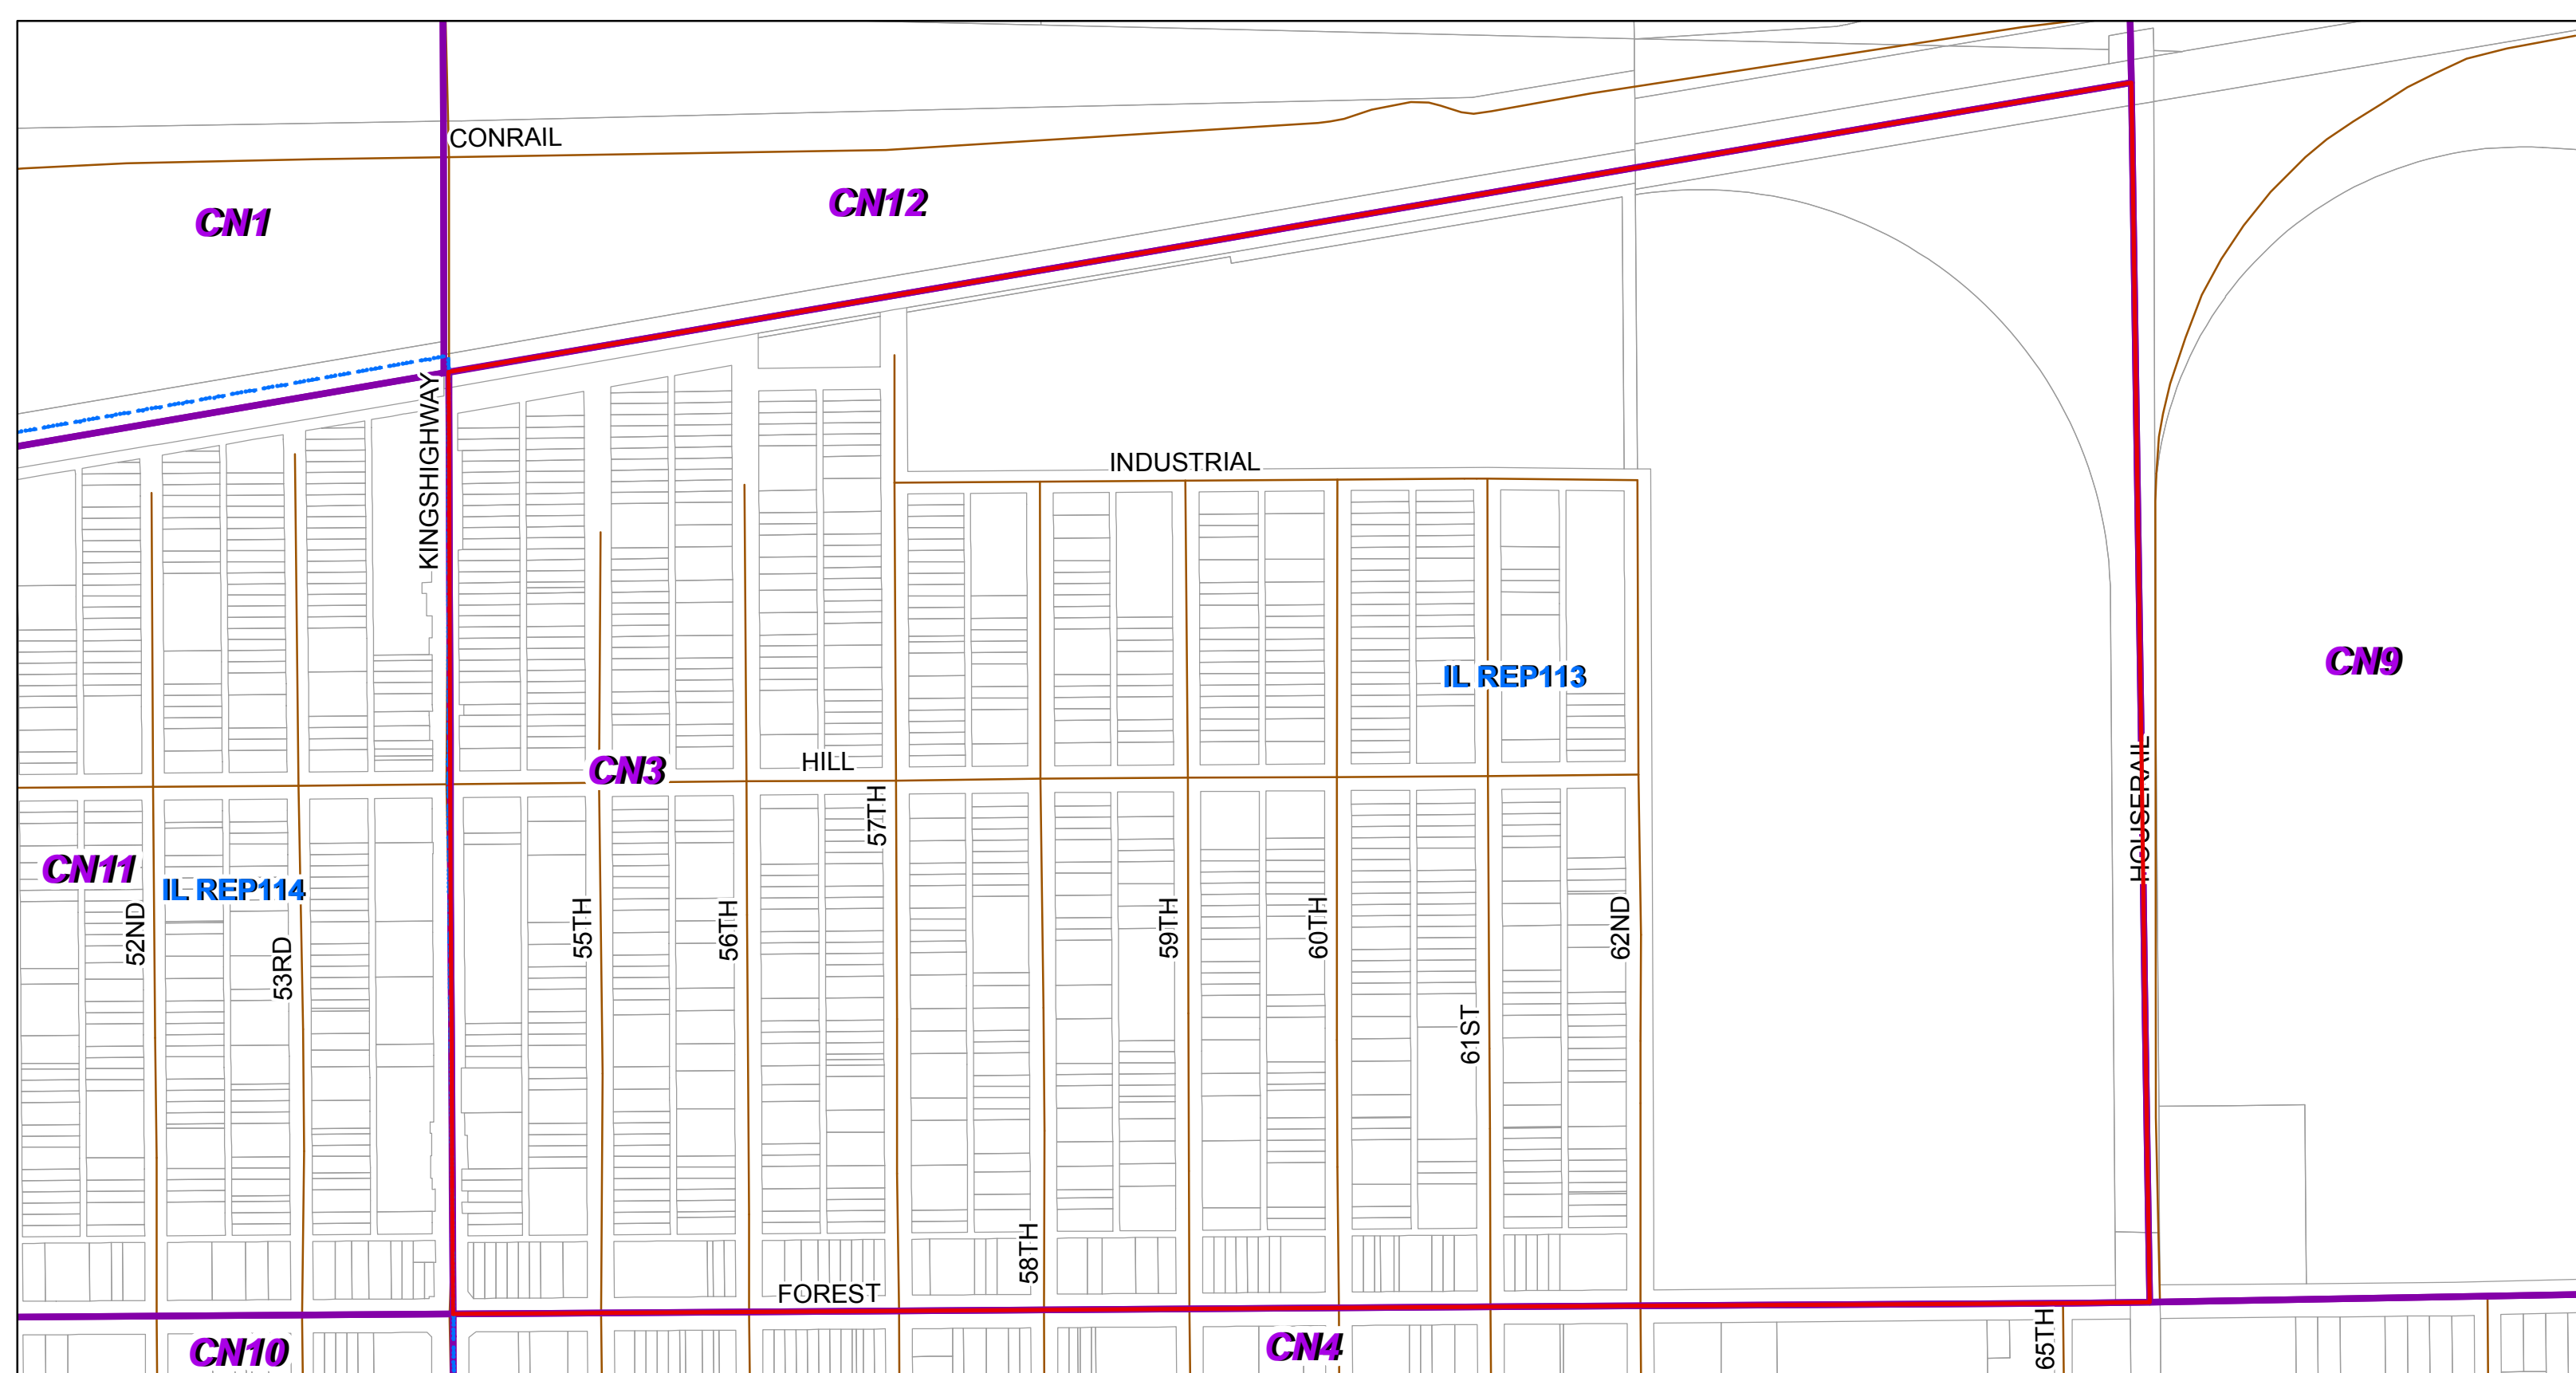 CONRAIL
CN12
CN1
KINGSHIGHWAY
INDUSTRIAL
CN9
IL REP113
HILL
CN3
57TH
HOUSERAIL
CN11
IL REP114
52ND
53RD
55TH
56TH
59TH
60TH
62ND
61ST
58TH
FOREST
65TH
CN10
CN4